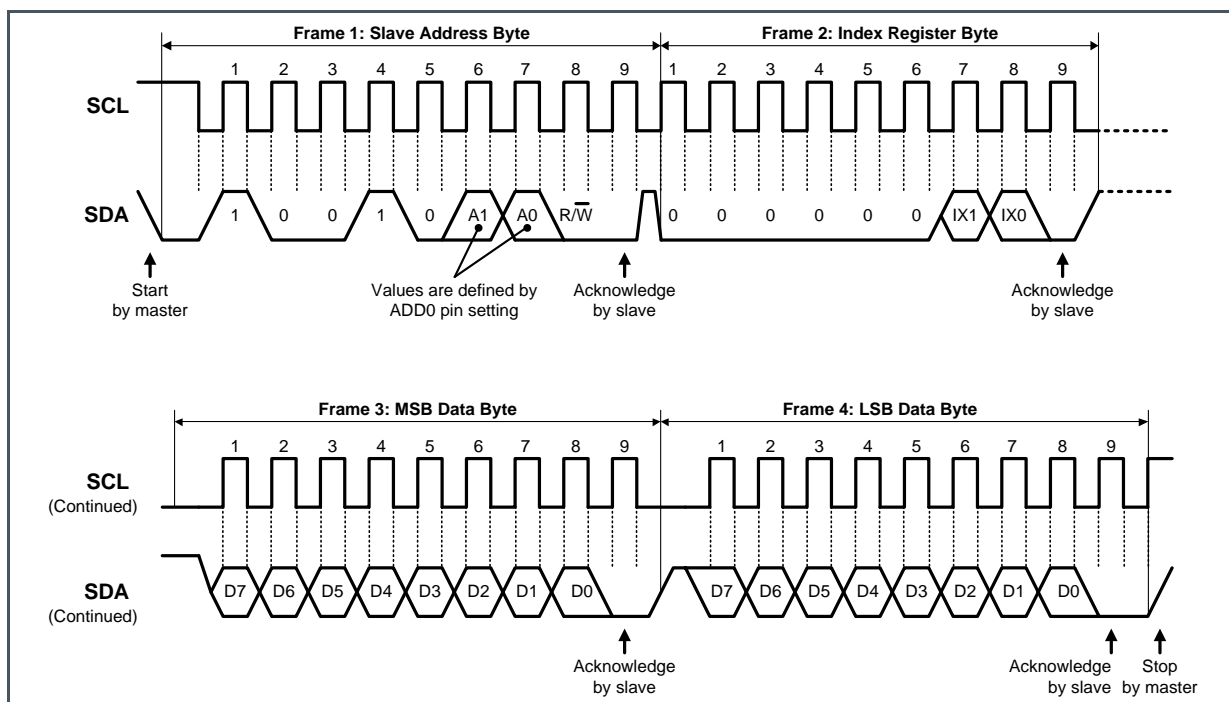 Frame 1: Slave Address Byte Frame 2: Index Register Byte
1 2 3 4 5 6 7 8 9 1 2 3 4 5 6 7 8 9
SCL
SDA 1 0 0 1 0 A1 A0 R/W̅ 0 0 0 0 0 0 IX1 IX0
Start by master
Values are defined by ADD0 pin setting
Acknowledge by slave
Acknowledge by slave
Frame 3: MSB Data Byte Frame 4: LSB Data Byte
1 2 3 4 5 6 7 8 9 1 2 3 4 5 6 7 8 9
SCL
(Continued)
SDA D7 D6 D5 D4 D3 D2 D1 D0 D7 D6 D5 D4 D3 D2 D1 D0
(Continued)
Acknowledge by slave
Acknowledge by slave
Stop by master